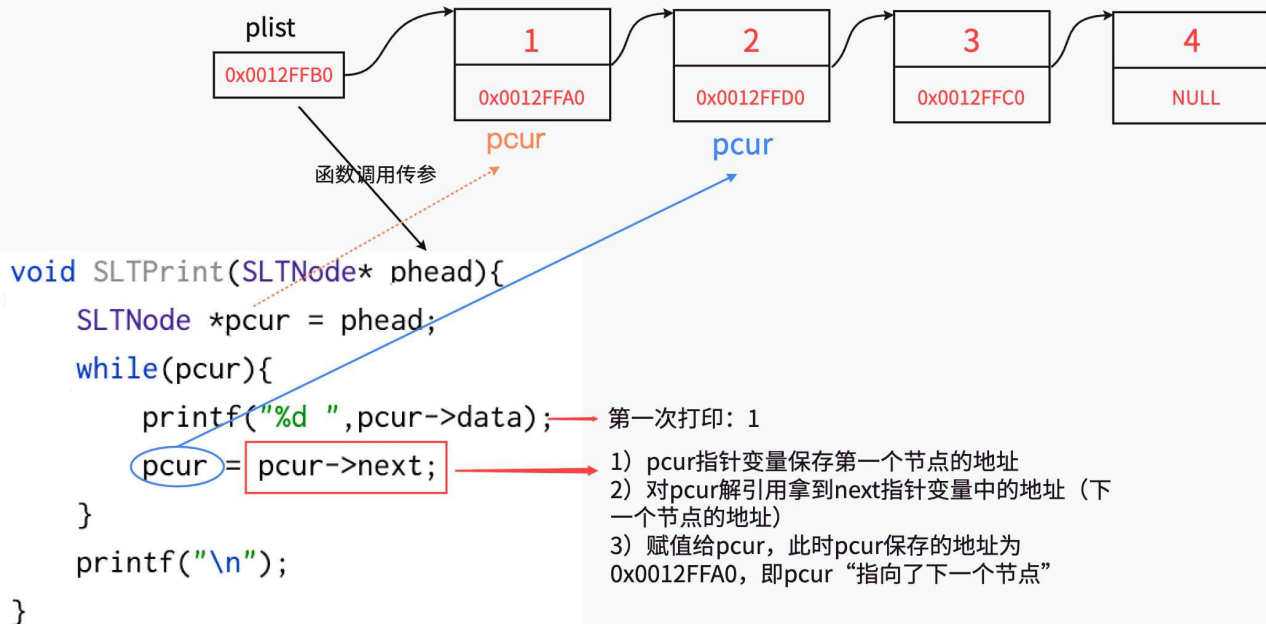 plist
0x0012FFB0
1
2
3
4
0x0012FFA0
0x0012FFD0
0x0012FFC0
NULL
pcur
pcur
函数调用传参
void SLTPrint(SLTNode* phead){
SLTNode *pcur = phead;
while(pcur){
printf("%d ",pcur->data);
第一次打印：1
pcur = pcur->next;
1）pcur指针变量保存第一个节点的地址
2）对pcur解引用拿到next指针变量中的地址（下
一个节点的地址）
3）赋值给pcur，此时pcur保存的地址为
0x0012FFA0，即pcur“指向了下一个节点”
}
printf("\n");
}